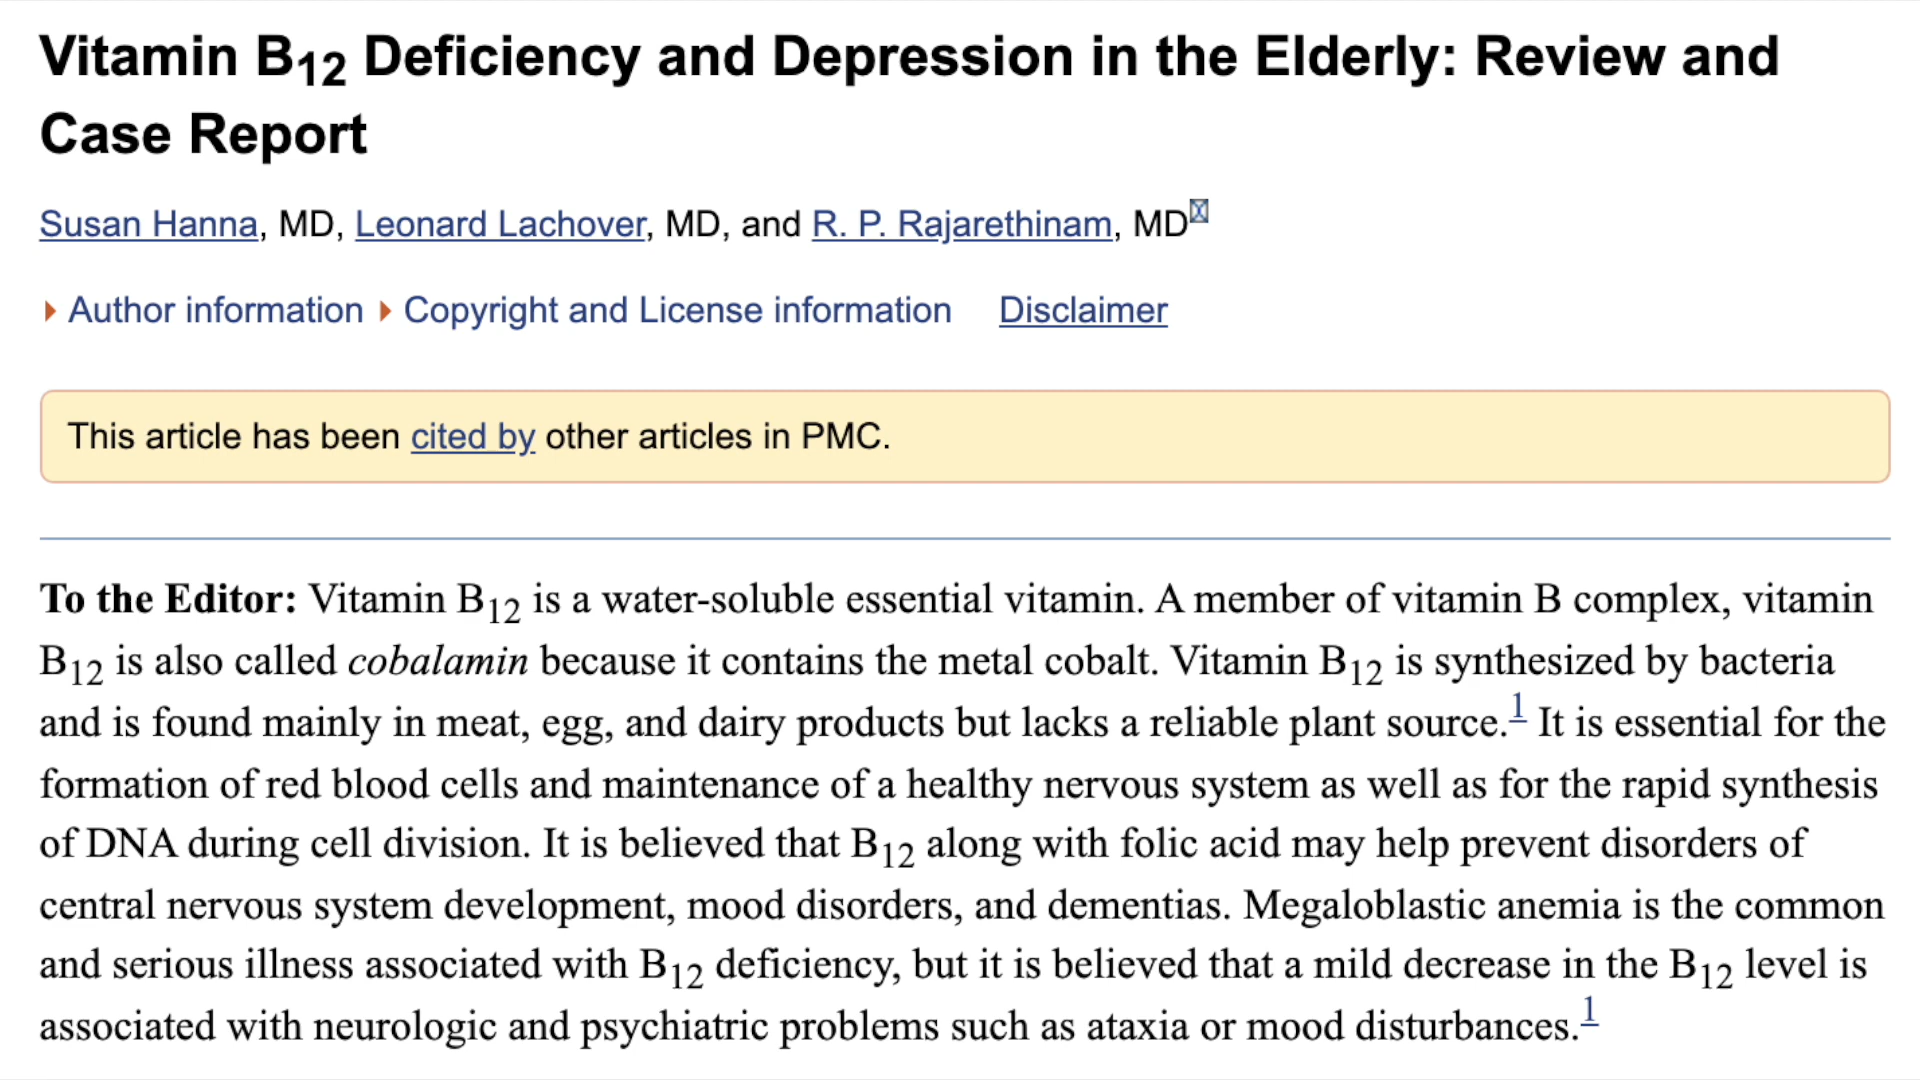 Vitamin B12 Deficiency and Depression in the Elderly: Review and
Case Report
Susan Hanna, MD, Leonard Lachover, MD, and R. P. Rajarethinam, MD
Author information Copyright and License information Disclaimer
This article has been cited by other articles in PMC.
To the Editor: Vitamin B12 is a water-soluble essential vitamin. A member of vitamin B complex, vitamin
B12 is also called cobalamin because it contains the metal cobalt. Vitamin B12 is synthesized by bacteria
and is found mainly in meat, egg, and dairy products but lacks a reliable plant source.1 It is essential for the
formation of red blood cells and maintenance of a healthy nervous system as well as for the rapid synthesis
of DNA during cell division. It is believed that B12 along with folic acid may help prevent disorders of
central nervous system development, mood disorders, and dementias. Megaloblastic anemia is the common
and serious illness associated with B12 deficiency, but it is believed that a mild decrease in the B12 level is
associated with neurologic and psychiatric problems such as ataxia or mood disturbances.1